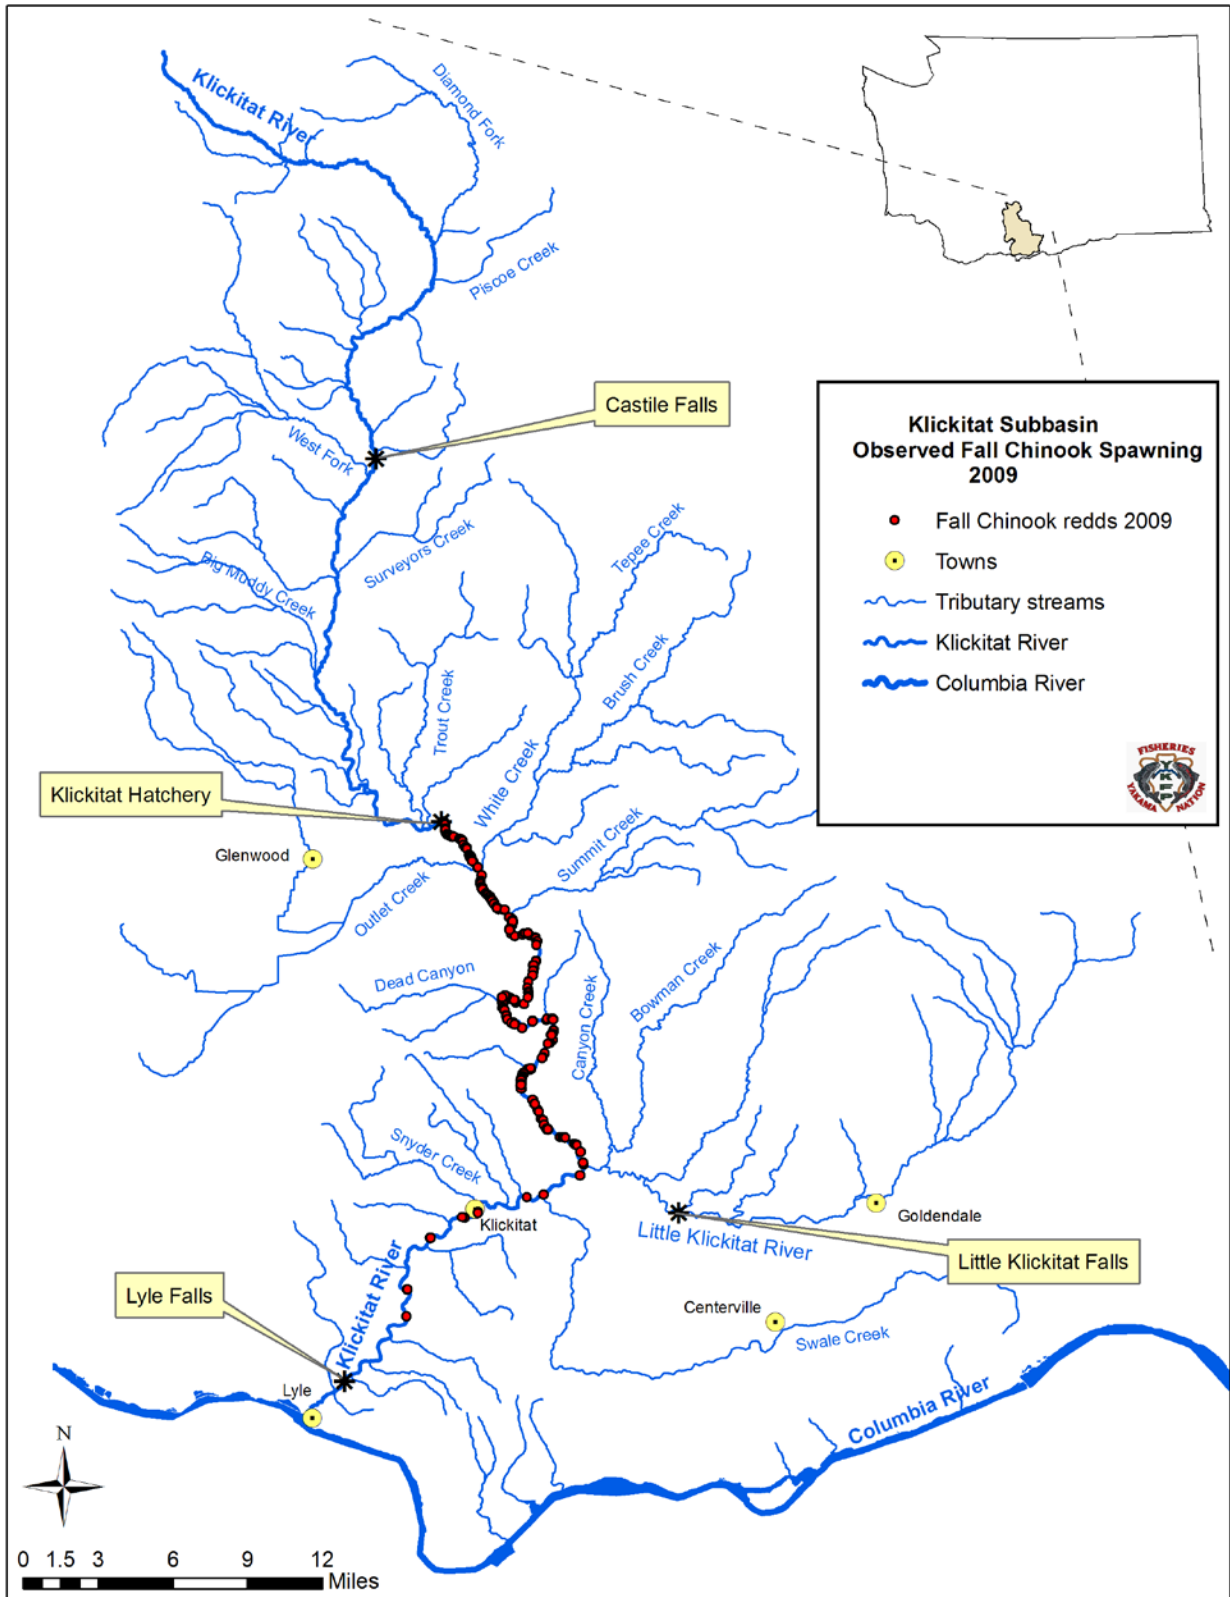 Klickitat River
Diamond Fork
Piscoe Creek
Castile Falls
West Fork
Klickitat Subbasin
Observed Fall Chinook Spawning
2009
Fall Chinook redds 2009
Towns
Tributary streams
Klickitat River
Columbia River
FISHERIES
YKFP
YAKAMA NATION
Surveyors Creek
Tepee Creek
Big Muddy Creek
Brush Creek
Trout Creek
White Creek
Klickitat Hatchery
Glenwood
Summit Creek
Outlet Creek
Dead Canyon
Canyon Creek
Bowman Creek
Snyder Creek
Klickitat
Goldendale
Little Klickitat River
Little Klickitat Falls
Lyle Falls
Klickitat River
Centerville
Swale Creek
Lyle
Columbia River
N
0 1.5 3 6 9 12
Miles